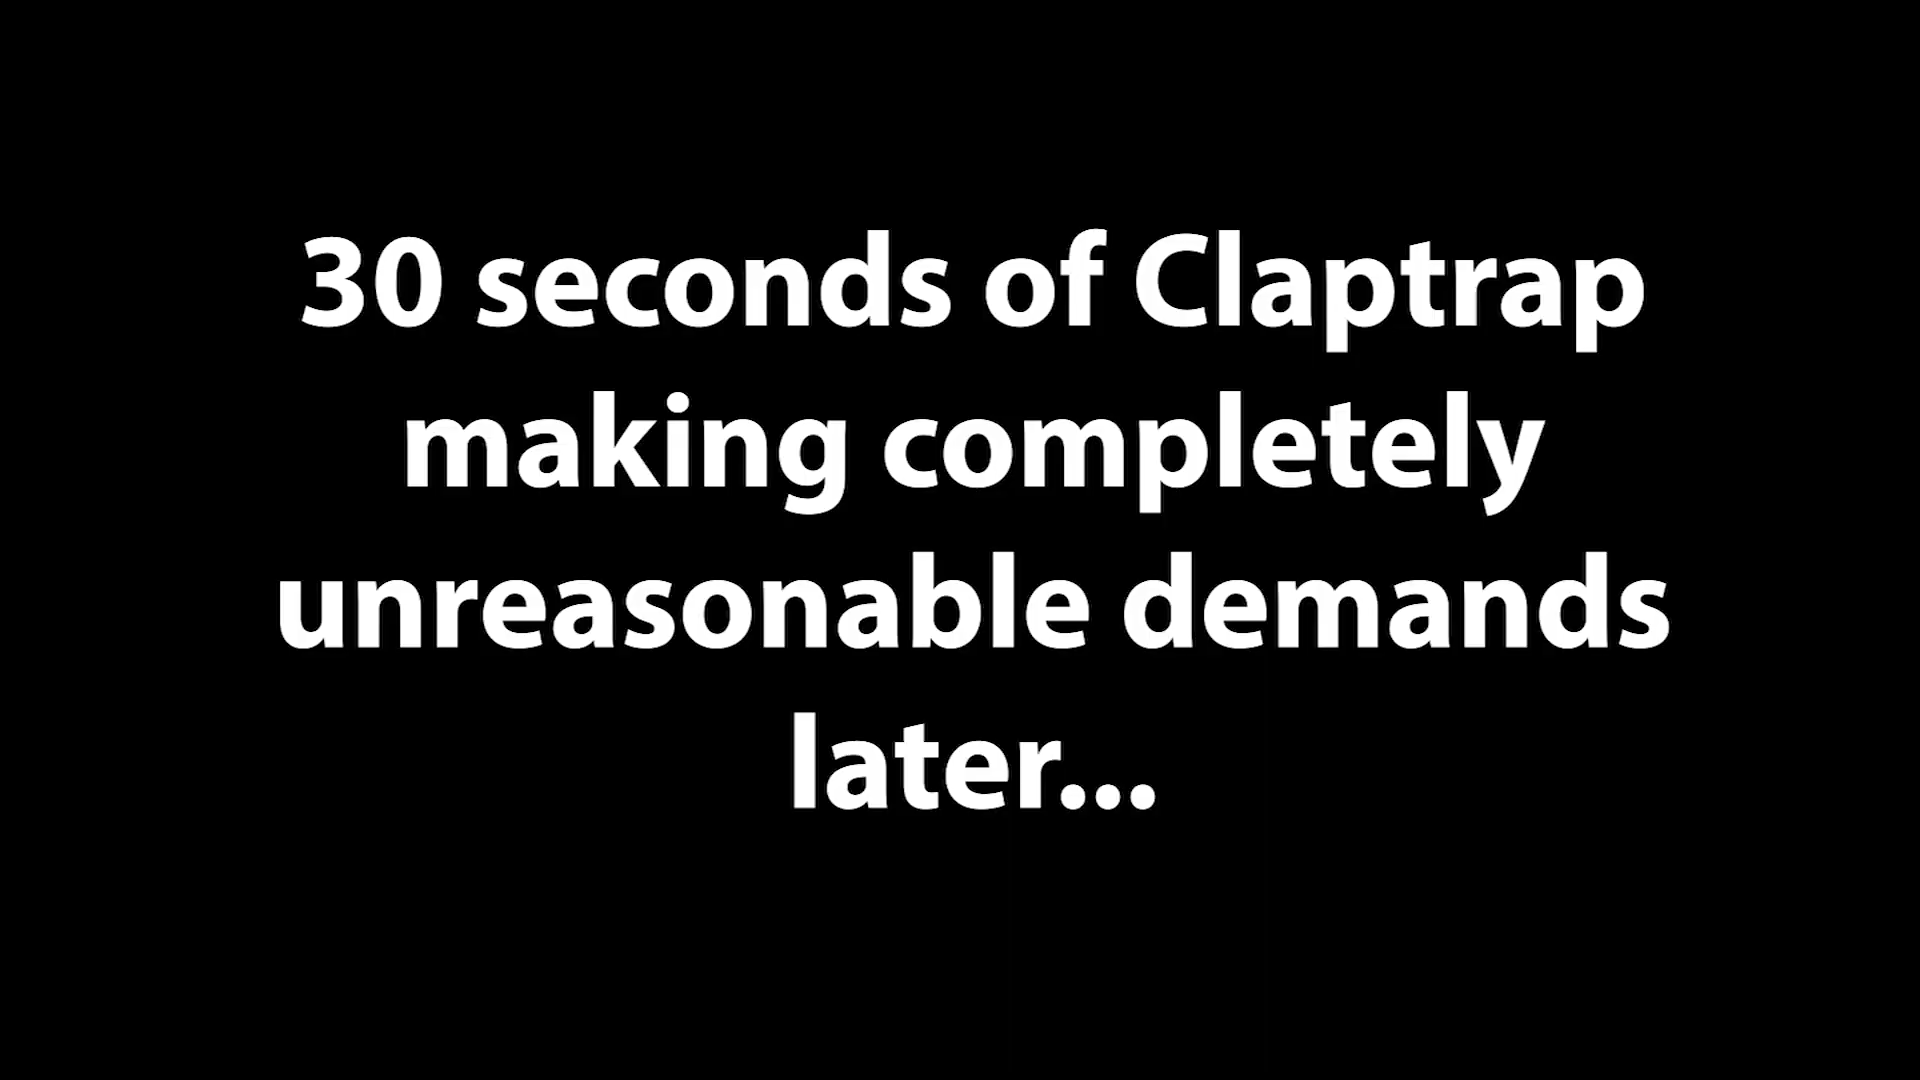 30 seconds of Claptrap
making completely
unreasonable demands
later...